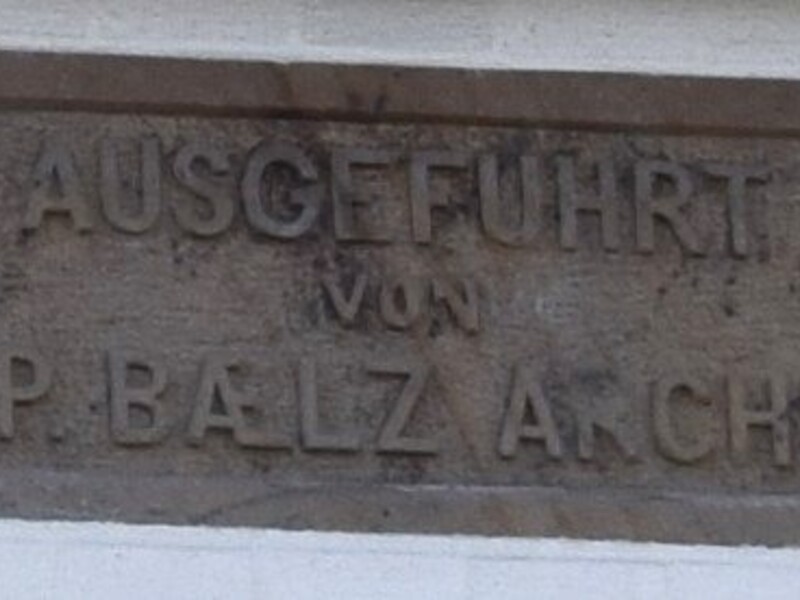 AUSGEFUHRT
VON
P. BÆLZ ARCH